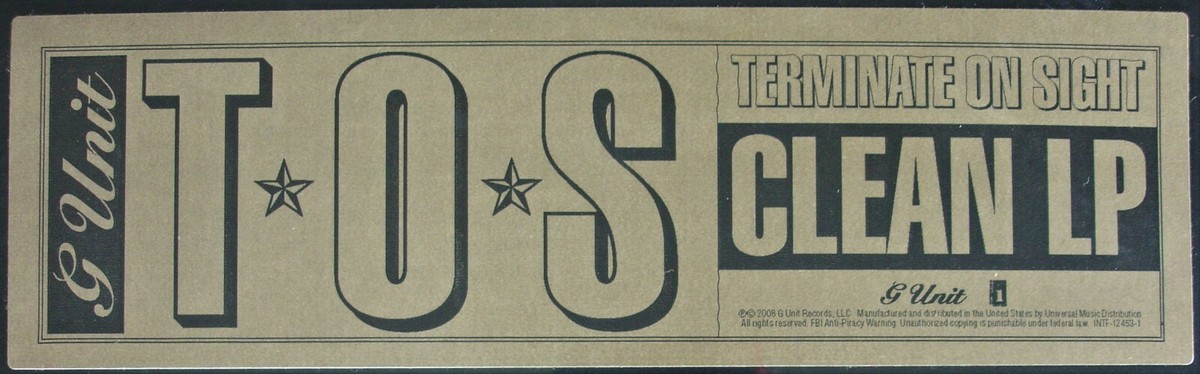 G Unit
T★O★S
TERMINATE ON SIGHT
CLEAN LP
G Unit 1
℗© 2008 G Unit Records, LLC Manufactured and distributed in the United States by Universal Music Distribution
All rights reserved. FBI Anti-Piracy Warning. Unauthorized copying is punishable under federal law. INTF-12453-1